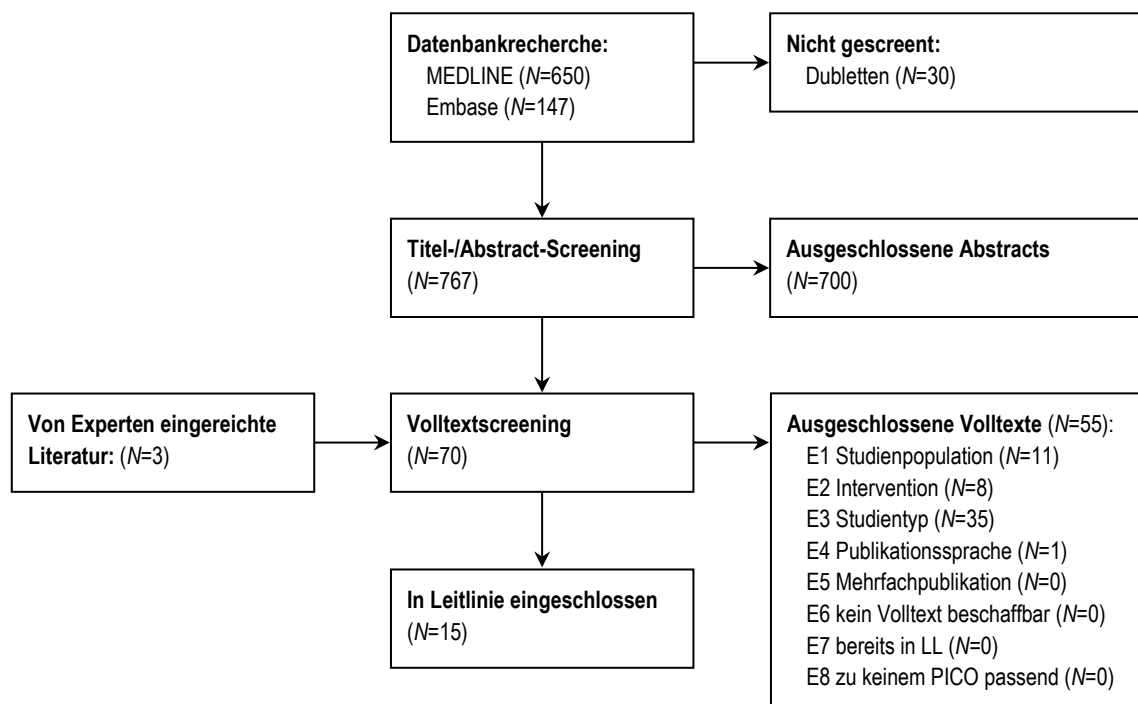 Datenbankrecherche:
MEDLINE (N=650)
Embase (N=147)
Nicht gescreent:
Dubletten (N=30)
Titel-/Abstract-Screening
(N=767)
Ausgeschlossene Abstracts
(N=700)
Von Experten eingereichte
Literatur: (N=3)
Volltextscreening
(N=70)
Ausgeschlossene Volltexte (N=55):
E1 Studienpopulation (N=11)
E2 Intervention (N=8)
E3 Studientyp (N=35)
E4 Publikationssprache (N=1)
E5 Mehrfachpublikation (N=0)
E6 kein Volltext beschaffbar (N=0)
E7 bereits in LL (N=0)
E8 zu keinem PICO passend (N=0)
In Leitlinie eingeschlossen
(N=15)